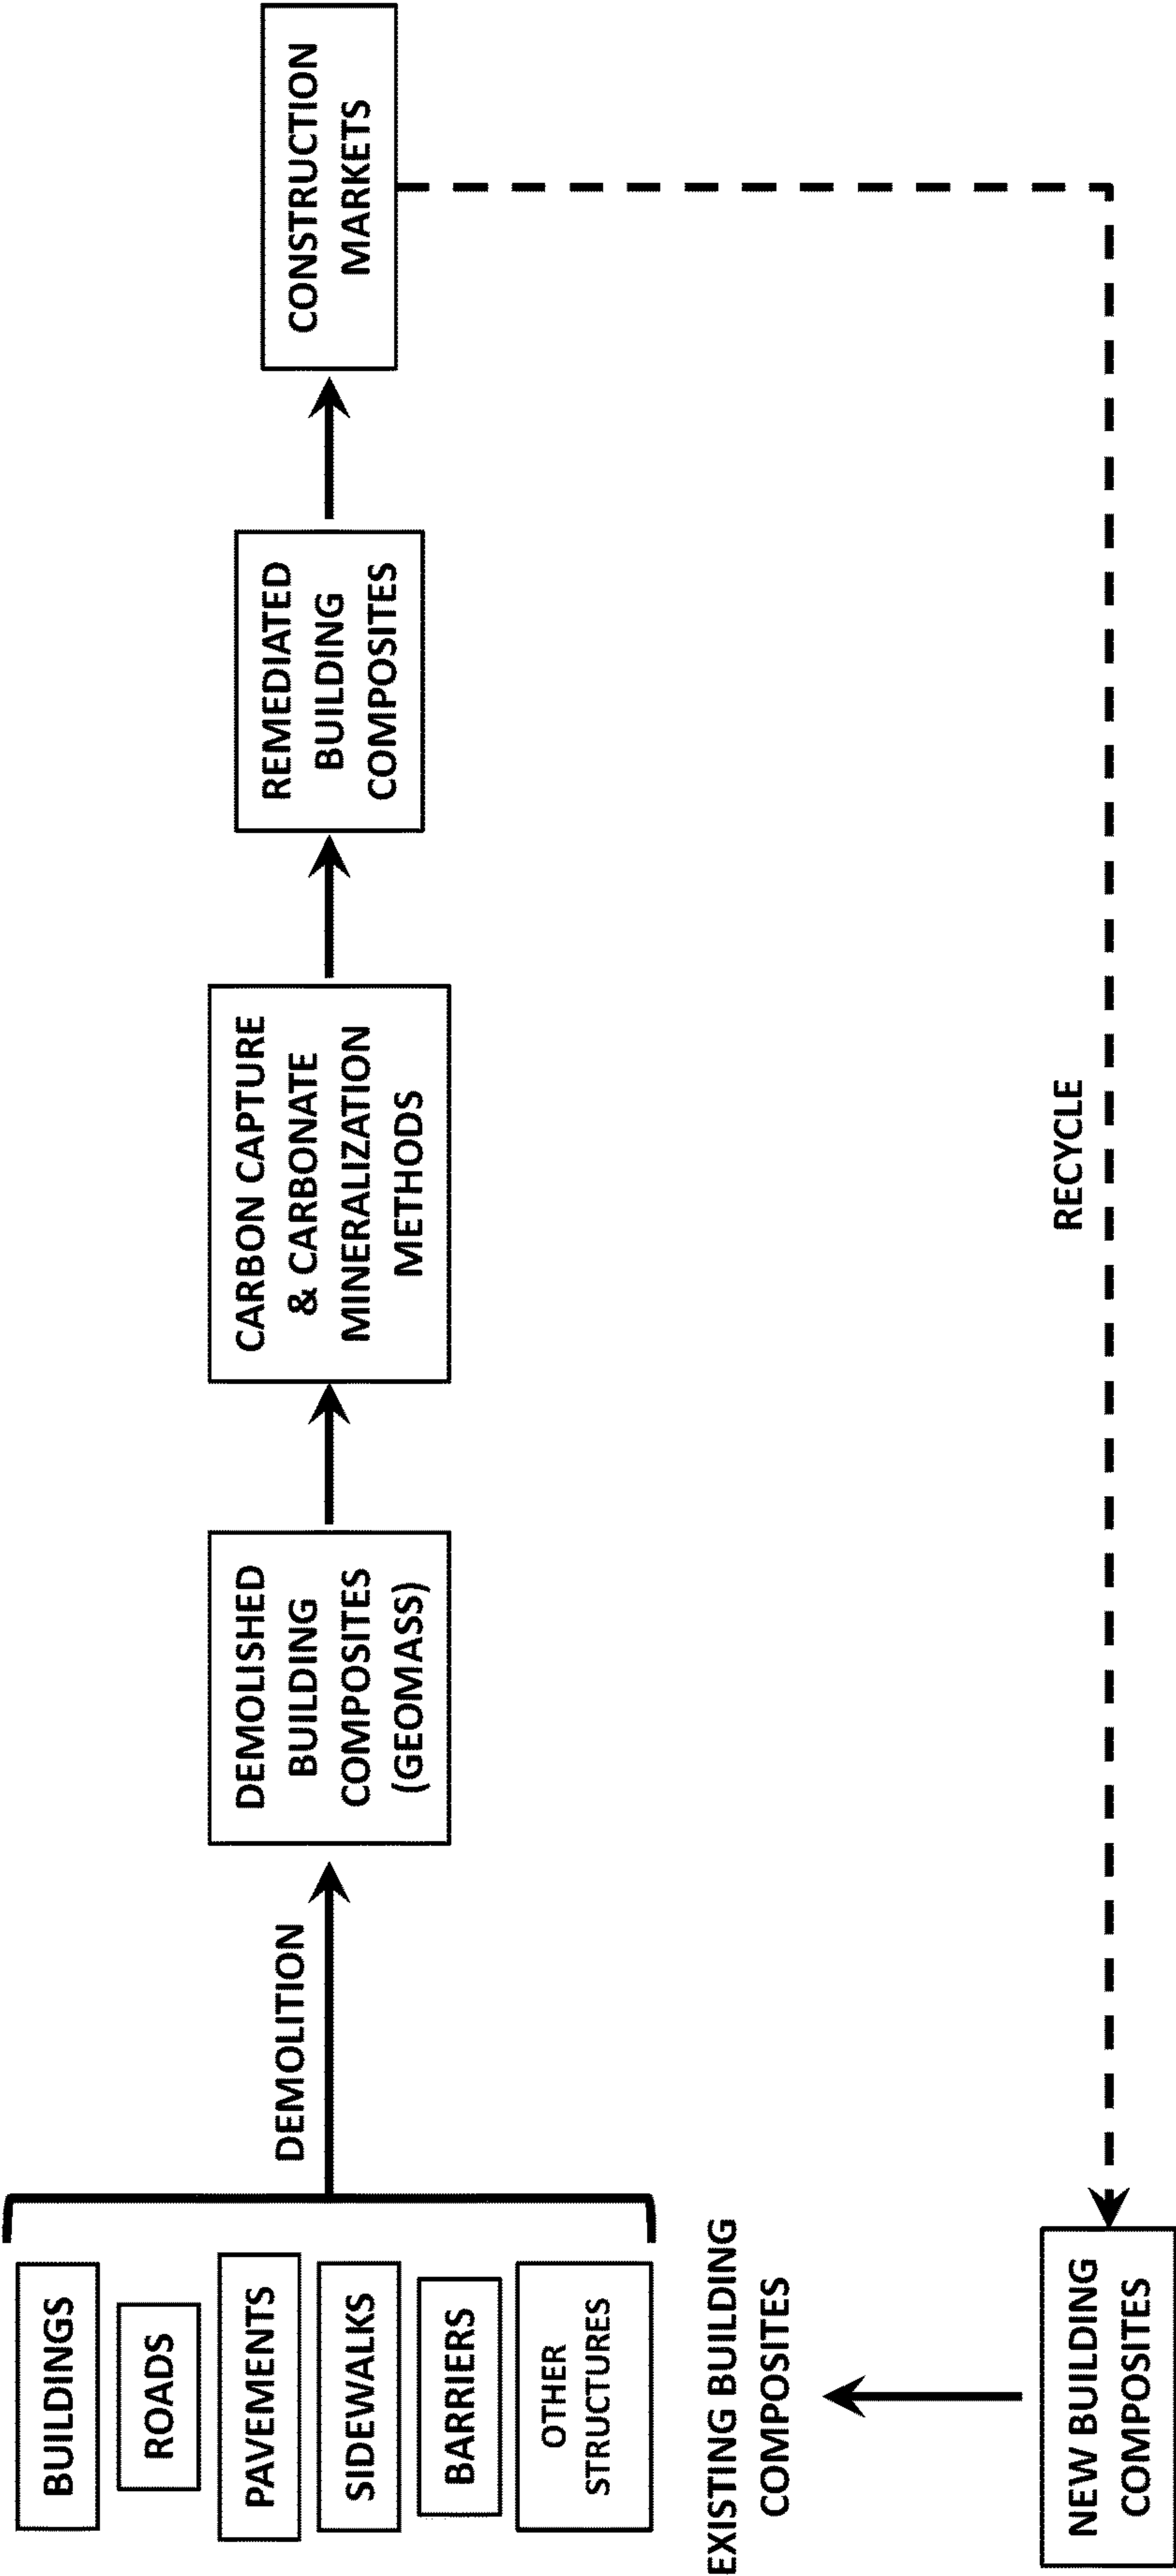 BUILDINGS
ROADS
PAVEMENTS
SIDEWALKS
BARRIERS
OTHER
STRUCTURES
EXISTING BUILDING
COMPOSITES
DEMOLITION
DEMOLISHED
BUILDING
COMPOSITES
(GEOMASS)
CARBON CAPTURE
& CARBONATE
MINERALIZATION
METHODS
REMEDIATED
BUILDING
COMPOSITES
CONSTRUCTION
MARKETS
RECYCLE
NEW BUILDING
COMPOSITES